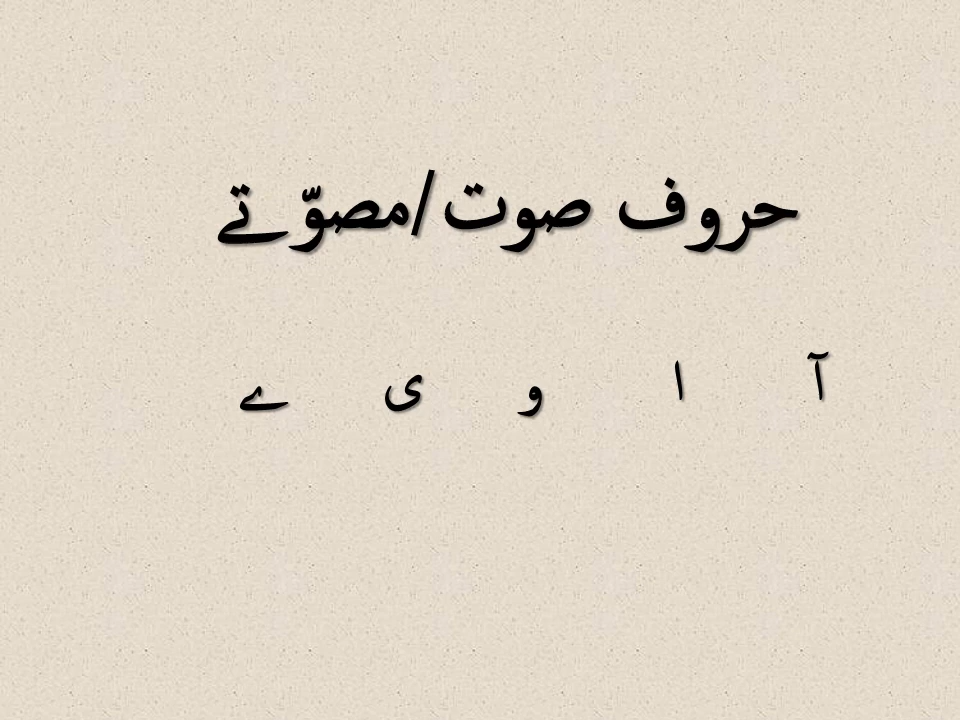 حروف صوت/مصوّتے
آ ا و ی ے